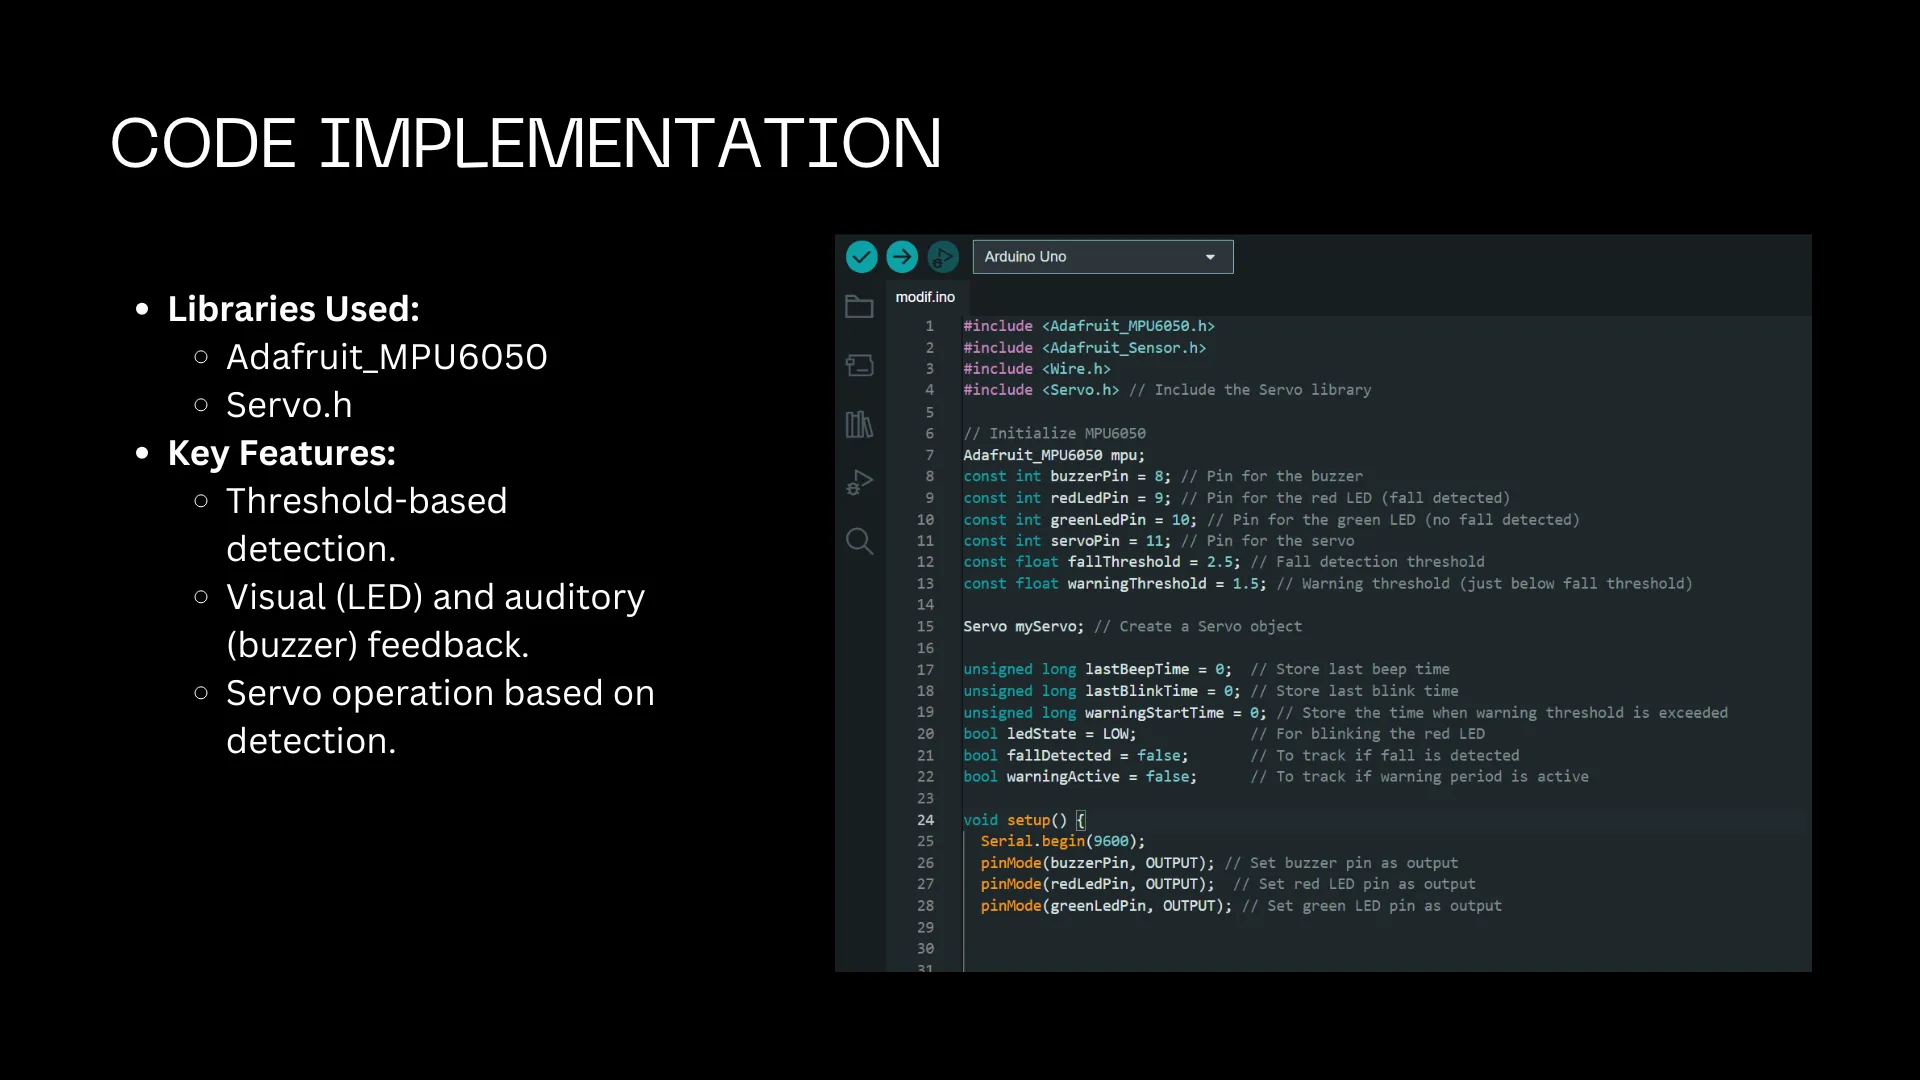 CODE IMPLEMENTATION
• Libraries Used:
○ Adafruit_MPU6050
○ Servo.h
• Key Features:
○ Threshold-based
detection.
○ Visual (LED) and auditory
(buzzer) feedback.
○ Servo operation based on
detection.
Arduino Uno
modif.ino
1 #include <Adafruit_MPU6050.h>
2 #include <Adafruit_Sensor.h>
3 #include <Wire.h>
4 #include <Servo.h> // Include the Servo library
5
6 // Initialize MPU6050
7 Adafruit_MPU6050 mpu;
8 const int buzzerPin = 8; // Pin for the buzzer
9 const int redLedPin = 9; // Pin for the red LED (fall detected)
10 const int greenLedPin = 10; // Pin for the green LED (no fall detected)
11 const int servoPin = 11; // Pin for the servo
12 const float fallThreshold = 2.5; // Fall detection threshold
13 const float warningThreshold = 1.5; // Warning threshold (just below fall threshold)
14
15 Servo myServo; // Create a Servo object
16
17 unsigned long lastBeepTime = 0;  // Store last beep time
18 unsigned long lastBlinkTime = 0; // Store last blink time
19 unsigned long warningStartTime = 0; // Store the time when warning threshold is exceeded
20 bool ledState = LOW;             // For blinking the red LED
21 bool fallDetected = false;       // To track if fall is detected
22 bool warningActive = false;      // To track if warning period is active
23
24 void setup() {
25   Serial.begin(9600);
26   pinMode(buzzerPin, OUTPUT); // Set buzzer pin as output
27   pinMode(redLedPin, OUTPUT);  // Set red LED pin as output
28   pinMode(greenLedPin, OUTPUT); // Set green LED pin as output
29
30
31